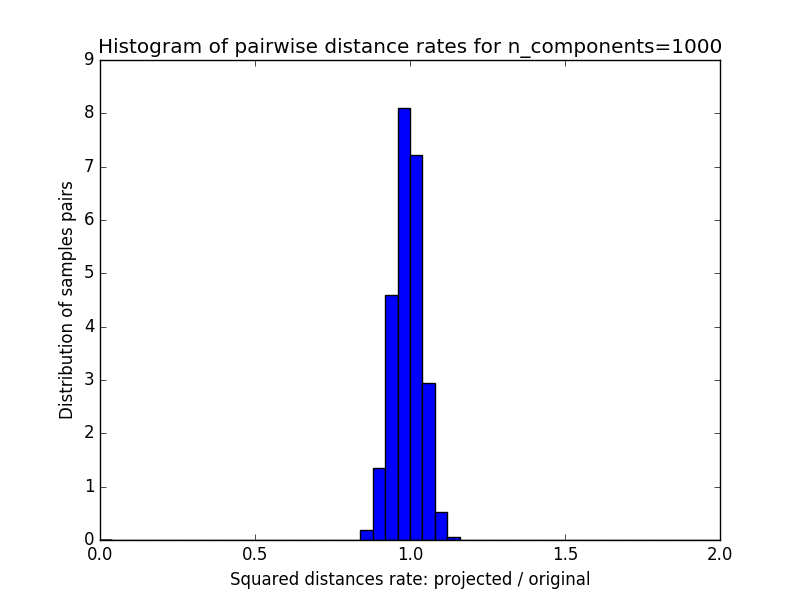 Histogram of pairwise distance rates for n_components=1000
9
8
7
6
5
4
3
2
1
0
Distribution of samples pairs
0.0 0.5 1.0 1.5 2.0
Squared distances rate: projected / original